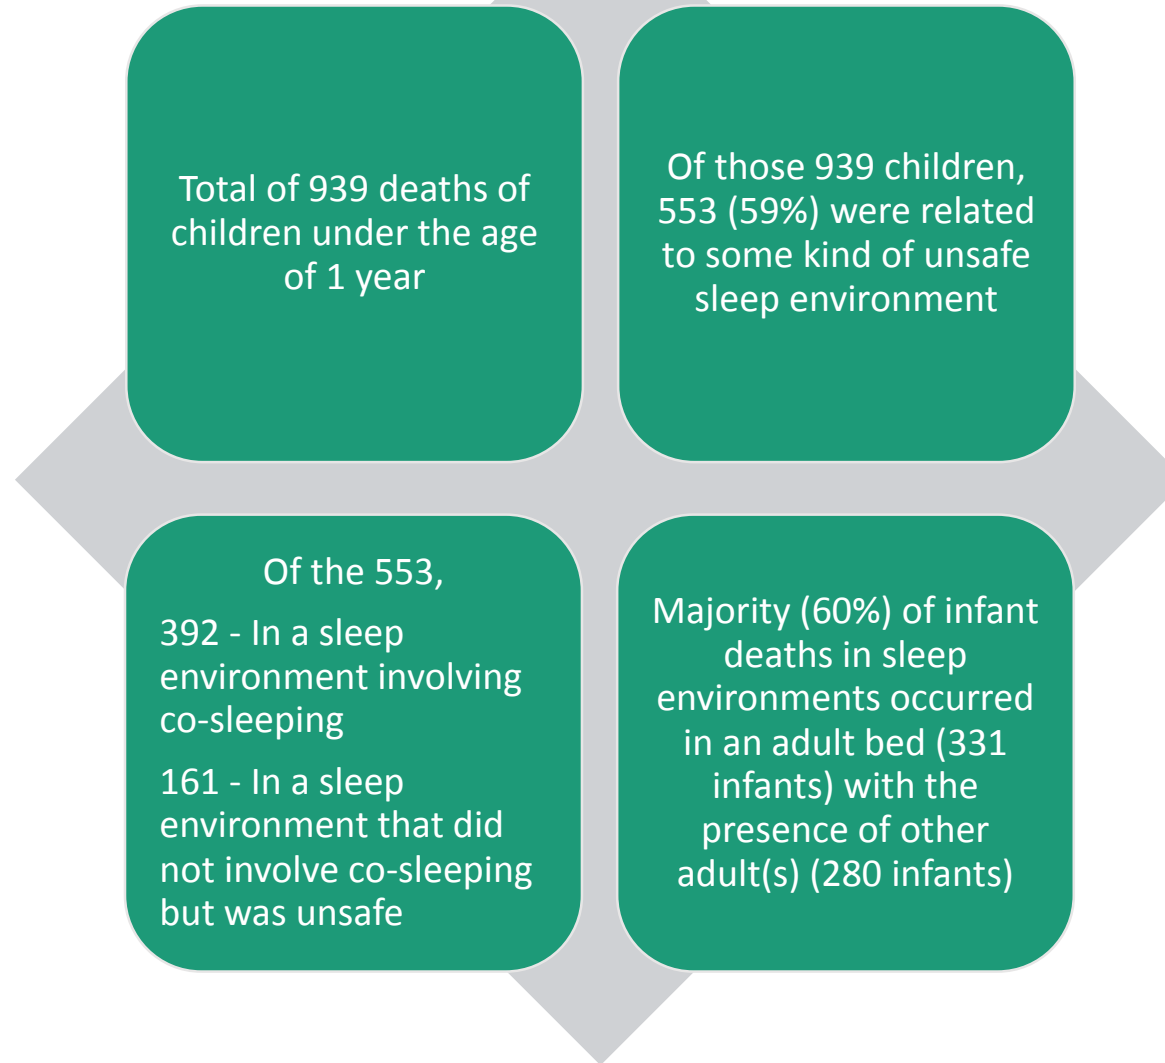 Total of 939 deaths of
children under the age
of 1 year
Of those 939 children,
553 (59%) were related
to some kind of unsafe
sleep environment
Of the 553,
392 - In a sleep
environment involving
co-sleeping
161 - In a sleep
environment that did
not involve co-sleeping
but was unsafe
Majority (60%) of infant
deaths in sleep
environments occurred
in an adult bed (331
infants) with the
presence of other
adult(s) (280 infants)